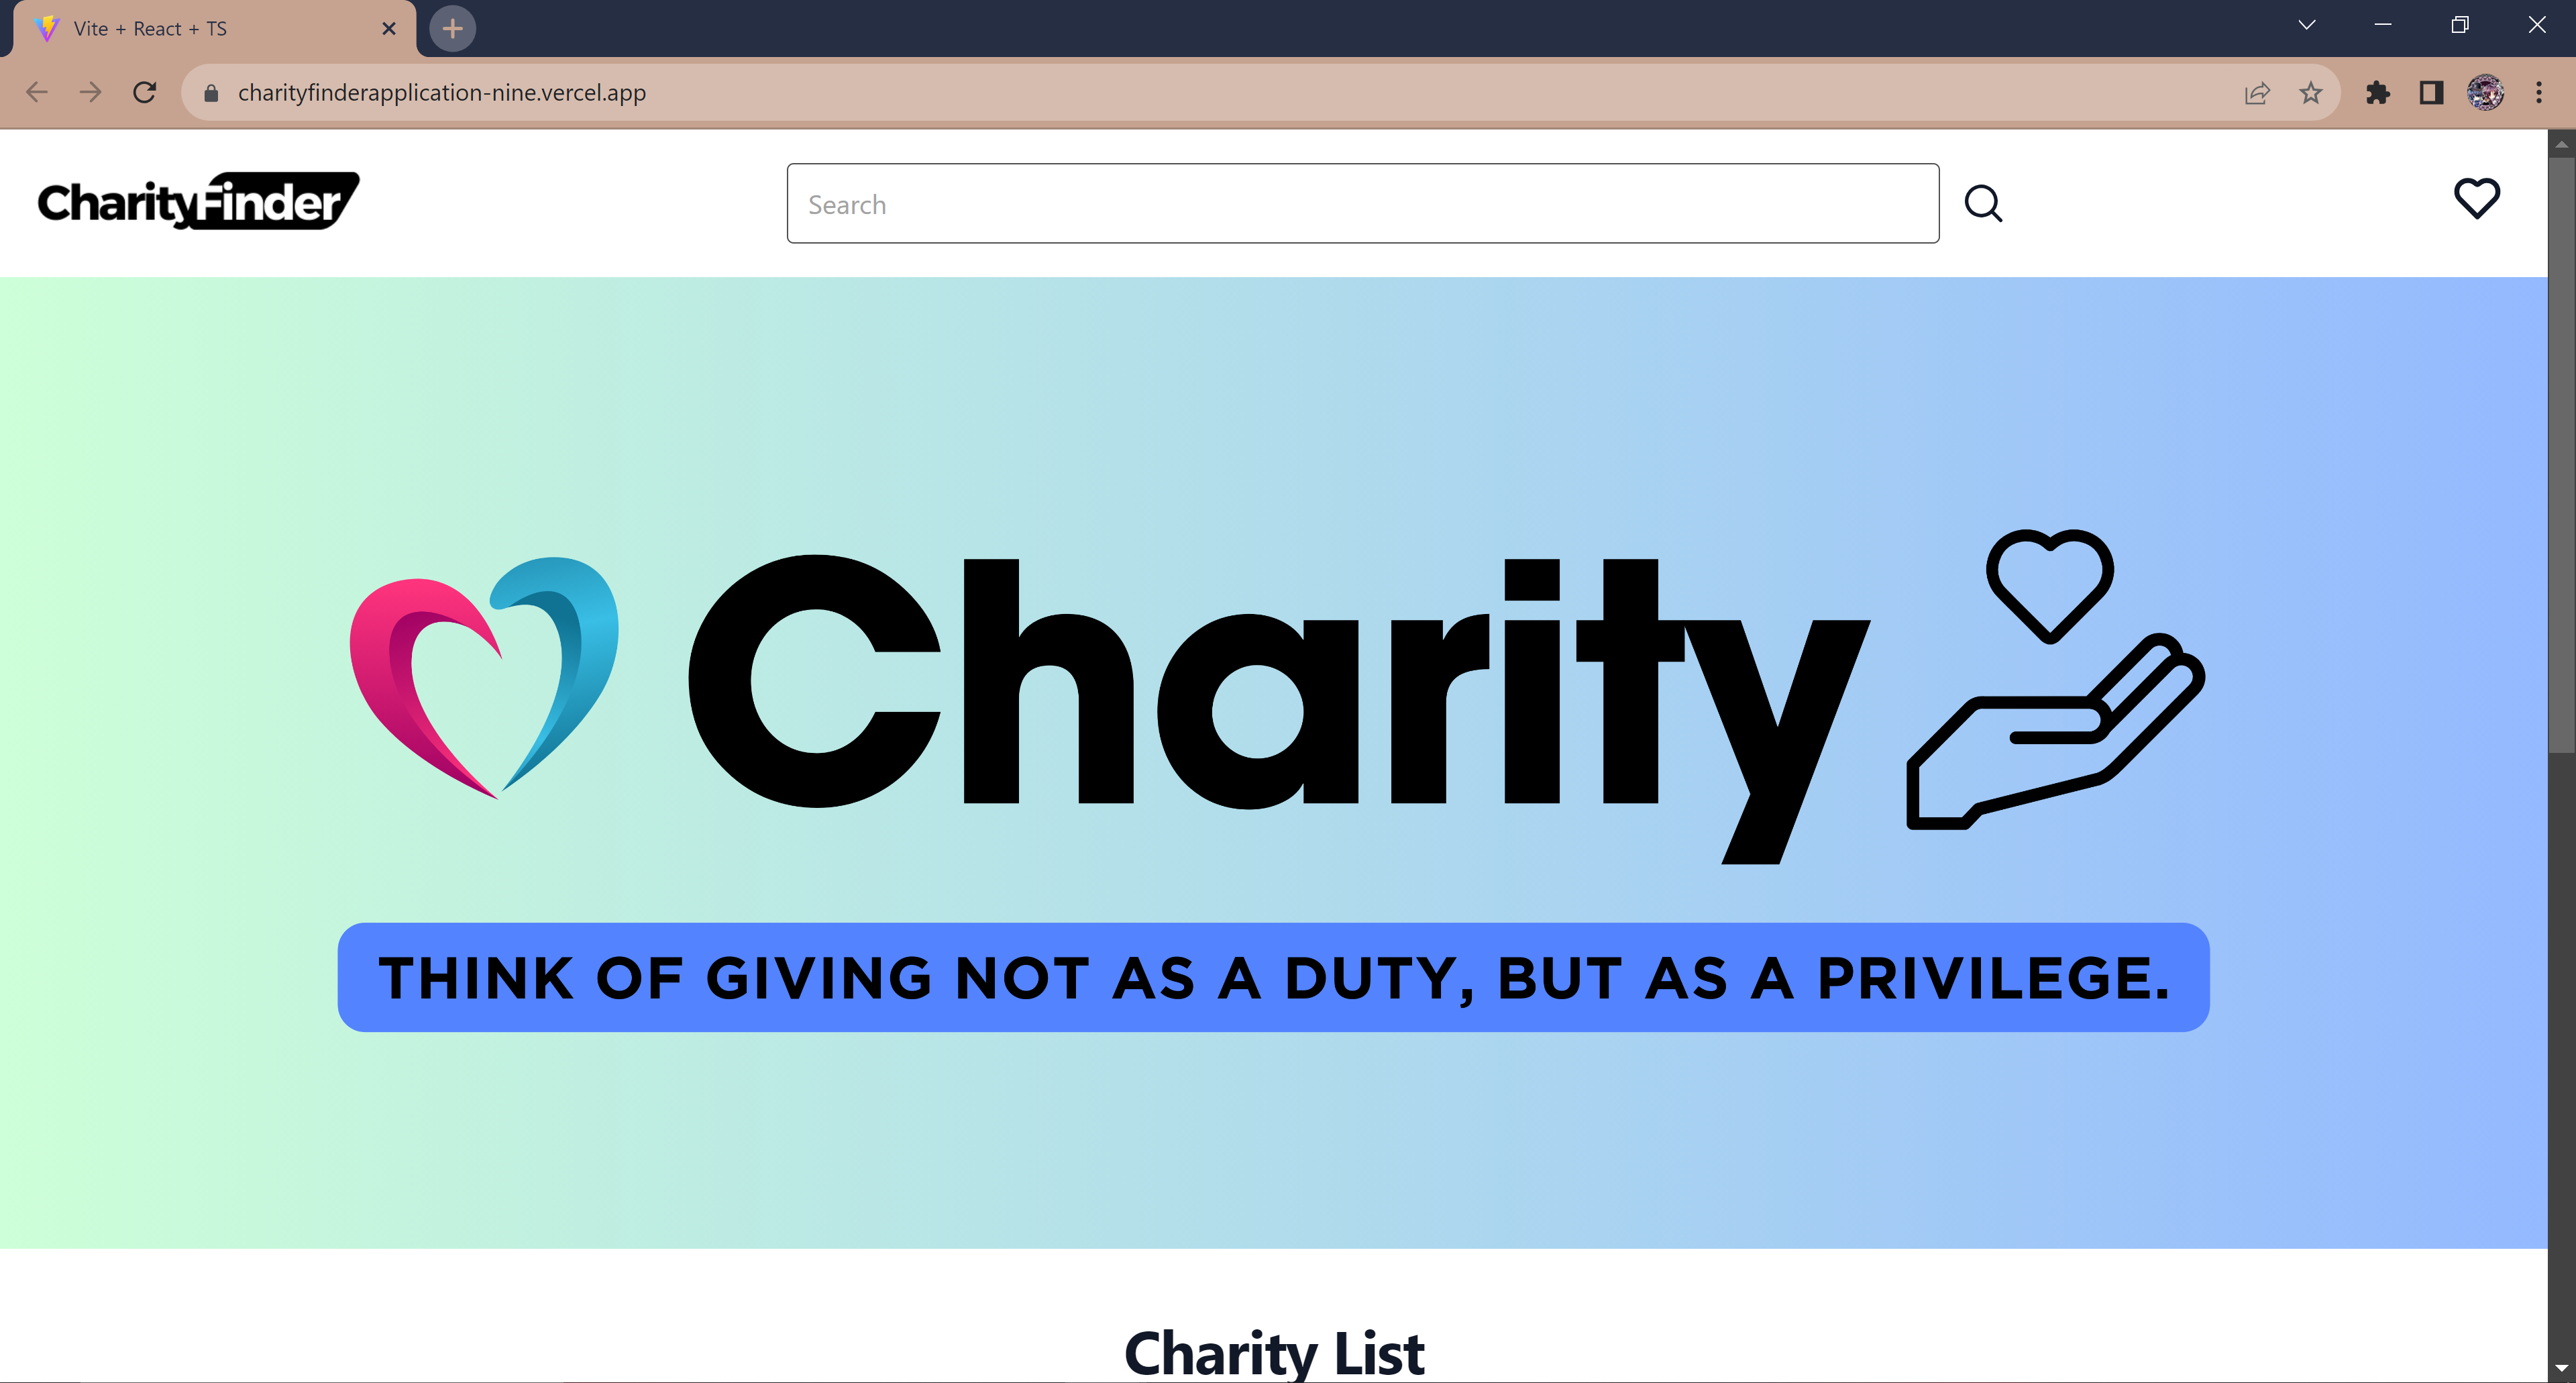 Vite + React + TS
charityfinderapplication-nine.vercel.app
CharityFinder
Search
Charity
THINK OF GIVING NOT AS A DUTY, BUT AS A PRIVILEGE.
Charity List